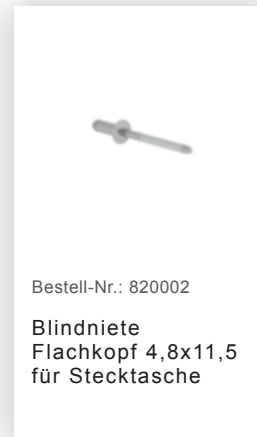 Bestell-Nr.: 820002
Blindniete
Flachkopf 4,8x11,5
für Stecktasche